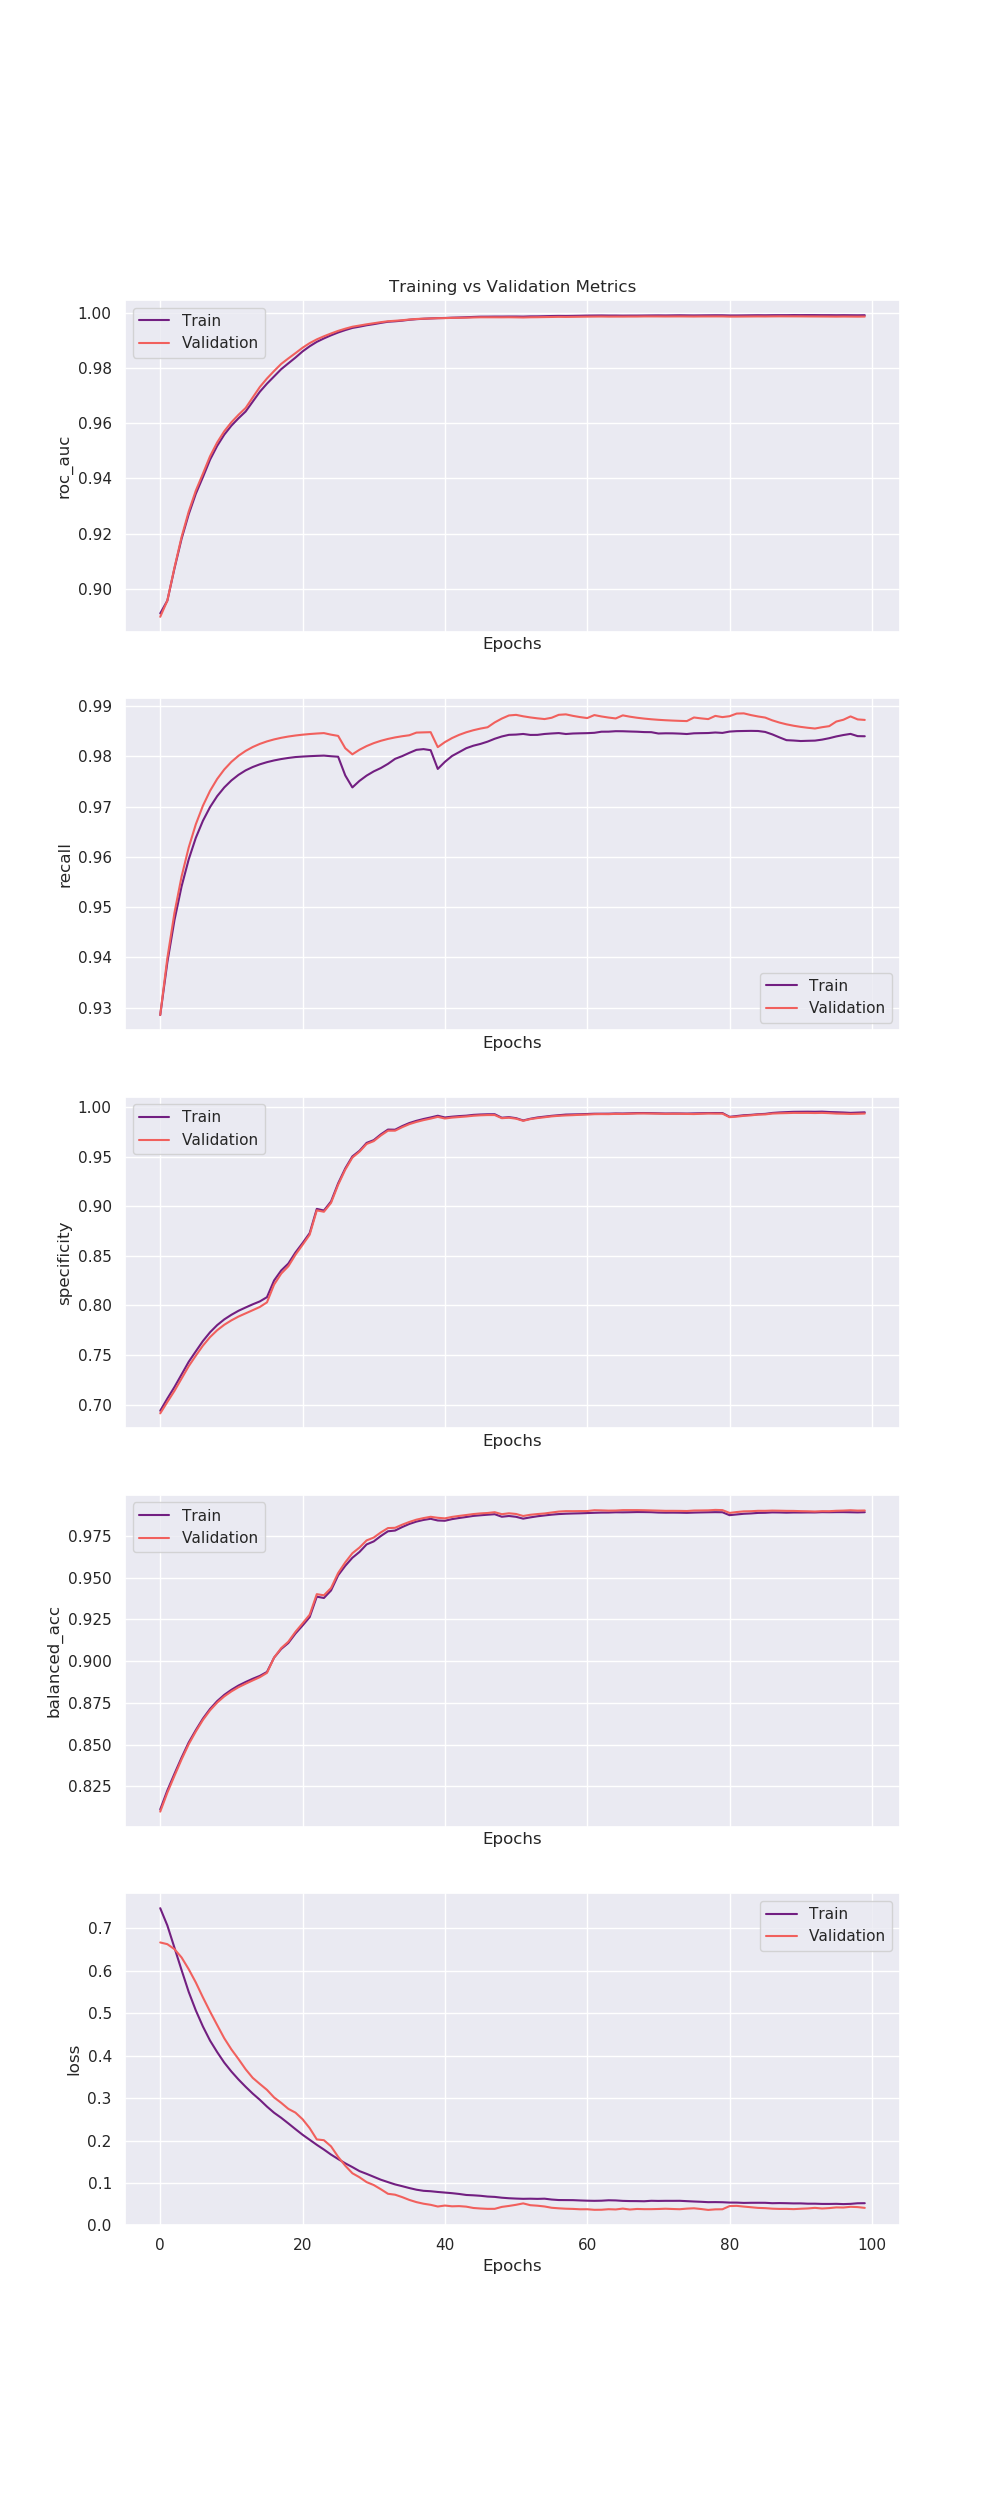 Training vs Validation Metrics
1.00
0.98
0.96
0.94
0.92
0.90
roc_auc
Train
Validation
Epochs
0.99
0.98
0.97
0.96
0.95
0.94
0.93
recall
Train
Validation
Epochs
1.00
0.95
0.90
0.85
0.80
0.75
0.70
specificity
Train
Validation
Epochs
0.975
0.950
0.925
0.900
0.875
0.850
0.825
balanced_acc
Train
Validation
Epochs
0.7
0.6
0.5
0.4
0.3
0.2
0.1
0.0
loss
Train
Validation
0 20 40 60 80 100
Epochs